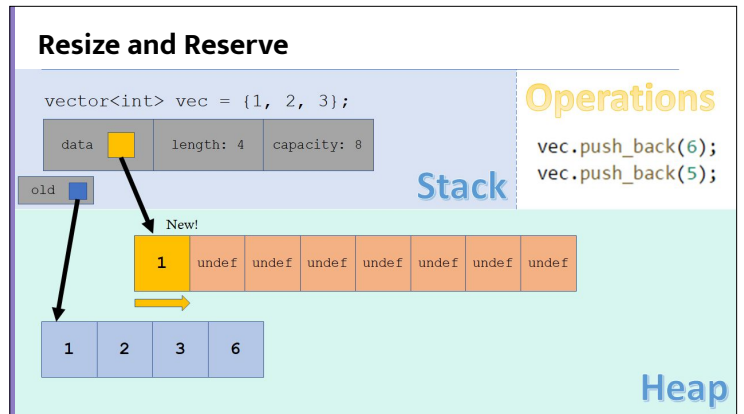 Resize and Reserve
vector<int> vec = {1, 2, 3};
data
length: 4
capacity: 8
old
Stack
Operations
vec.push_back(6);
vec.push_back(5);
New!
1 undef undef undef undef undef undef undef
1 2 3 6
Heap